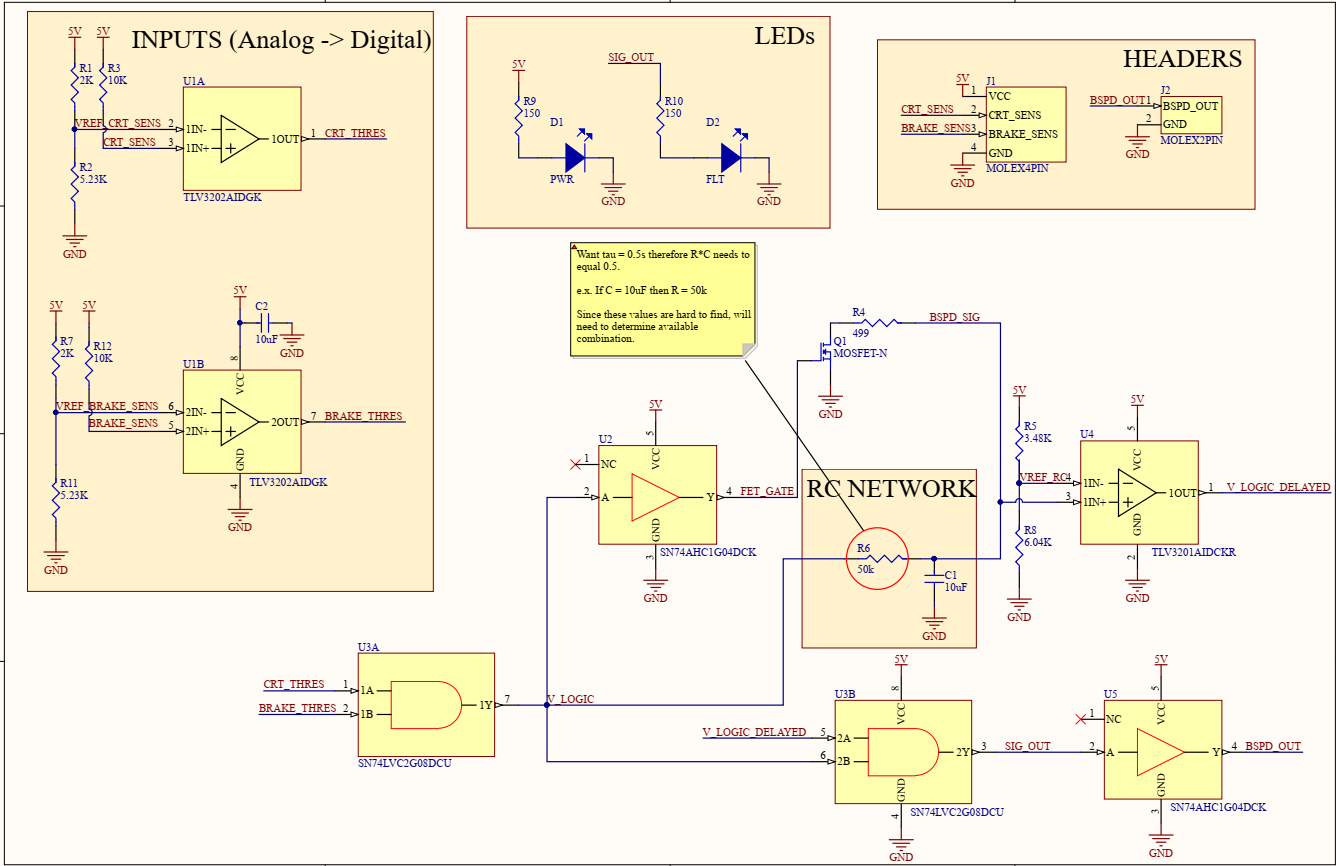 INPUTS (Analog -> Digital)
5V
5V
R1
2K
R3
10K
U1A
VREF_CRT_SENS
2
1IN-
CRT_SENS
3
1IN+
1OUT
1
CRT_THRES
R2
5.23K
TLV3202AIDGK
GND
5V
5V
5V
C2
10uF
GND
R7
2K
R12
10K
U1B
8
VCC
VREF_BRAKE_SENS
6
2IN-
BRAKE_SENS
5
2IN+
2OUT
7
BRAKE_THRES
GND
4
TLV3202AIDGK
R11
5.23K
GND
GND
LEDs
5V
SIG_OUT
R9
150
R10
150
D1
D2
PWR
FLT
GND
GND
HEADERS
5V
J1
1
VCC
CRT_SENS
2
CRT_SENS
BRAKE_SENS
3
BRAKE_SENS
4
GND
GND
MOLEX4PIN
J2
BSPD_OUT
1
BSPD_OUT
2
GND
GND
MOLEX2PIN
Want tau = 0.5s therefore R*C needs to
equal 0.5.
e.x. If C = 10uF then R = 50k
Since these values are hard to find, will
need to determine available
combination.
R4
499
BSPD_SIG
Q1
MOSFET-N
GND
5V
U2
5
VCC
1
NC
2
A
Y
4
FET_GATE
GND
3
SN74AHC1G04DCK
GND
RC NETWORK
R6
50k
C1
10uF
GND
5V
R5
3.48K
VREF_RC
R8
6.04K
GND
5V
U4
5
VCC
4
1IN-
3
1IN+
1OUT
1
V_LOGIC_DELAYED
GND
2
TLV3201AIDCKR
GND
U3A
CRT_THRES
1
1A
BRAKE_THRES
2
1B
1Y
7
V_LOGIC
SN74LVC2G08DCU
5V
U3B
8
VCC
V_LOGIC_DELAYED
5
2A
6
2B
2Y
3
SIG_OUT
GND
4
SN74LVC2G08DCU
GND
5V
U5
5
VCC
1
NC
2
A
Y
4
BSPD_OUT
GND
3
SN74AHC1G04DCK
GND